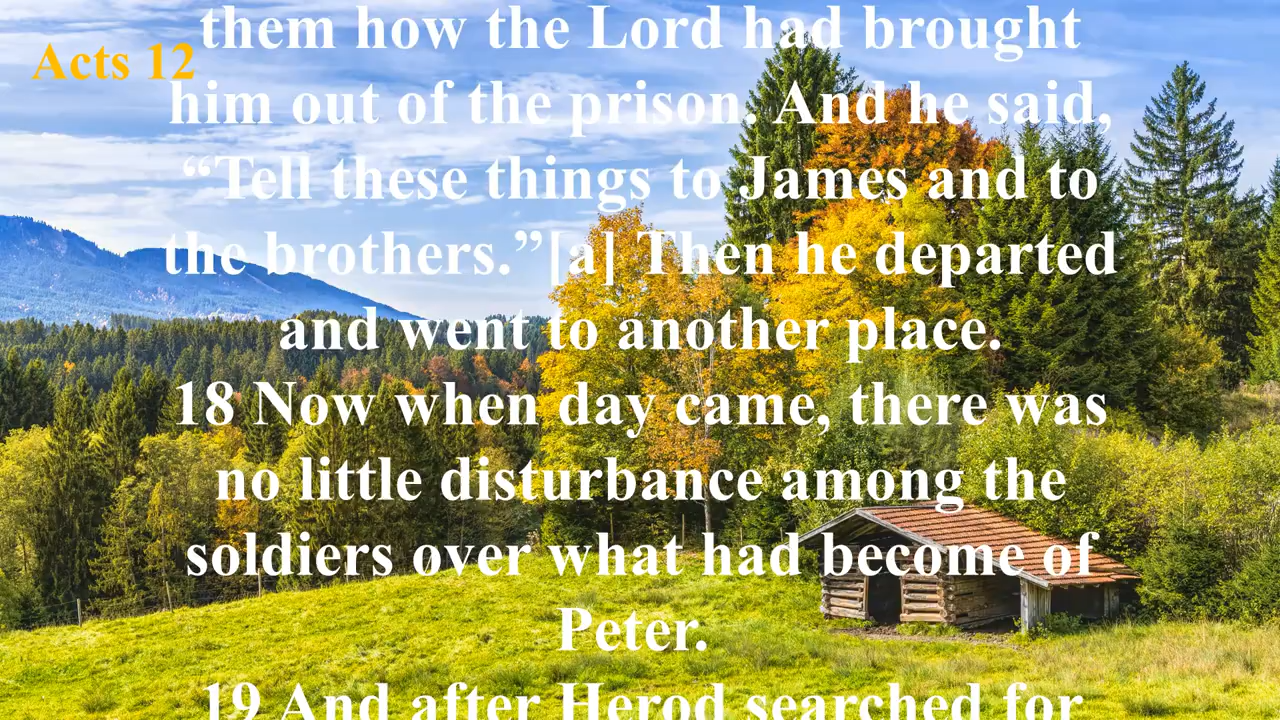 them how the Lord had brought
Acts 12
him out of the prison. And he said,
“Tell these things to James and to
the brothers.”[a] Then he departed
and went to another place.
18 Now when day came, there was
no little disturbance among the
soldiers over what had become of
Peter.
19 And after Herod searched for